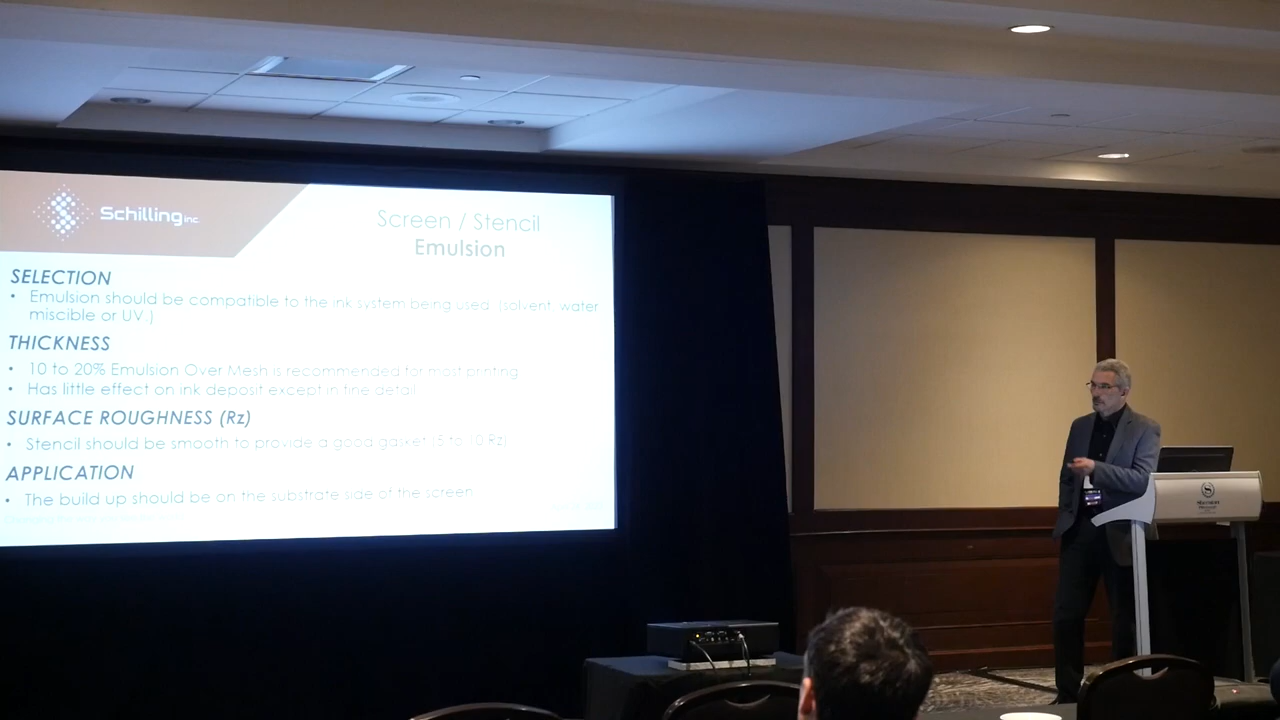 Schilling inc.
Screen / Stencil
Emulsion
SELECTION
• Emulsion should be compatible to the ink system being used. (solvent, water
miscible or UV.)
THICKNESS
• 10 to 20% Emulsion Over Mesh is recommended for most printing
• Has little effect on ink deposit except in fine detail
SURFACE ROUGHNESS (Rz)
• Stencil should be smooth to provide a good gasket (5 to 10 Rz)
APPLICATION
• The build up should be on the substrate side of the screen